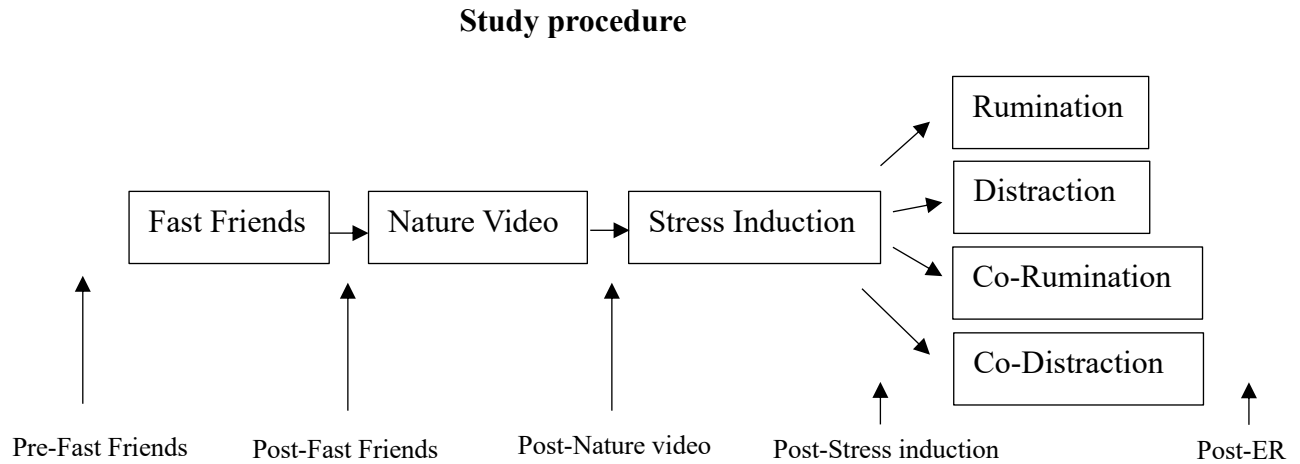 Study procedure
Rumination
Distraction
Fast Friends
Nature Video
Stress Induction
Co-Rumination
Co-Distraction
Pre-Fast Friends
Post-Fast Friends
Post-Nature video
Post-Stress induction
Post-ER